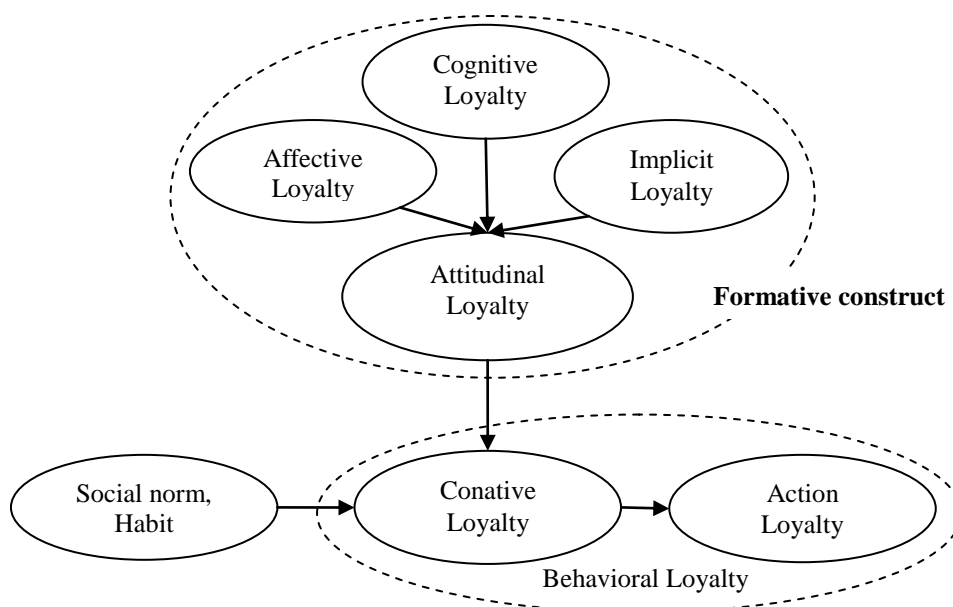 Cognitive
Loyalty
Affective
Loyalty
Implicit
Loyalty
Attitudinal
Loyalty
Formative construct
Social norm,
Habit
Conative
Loyalty
Action
Loyalty
Behavioral Loyalty